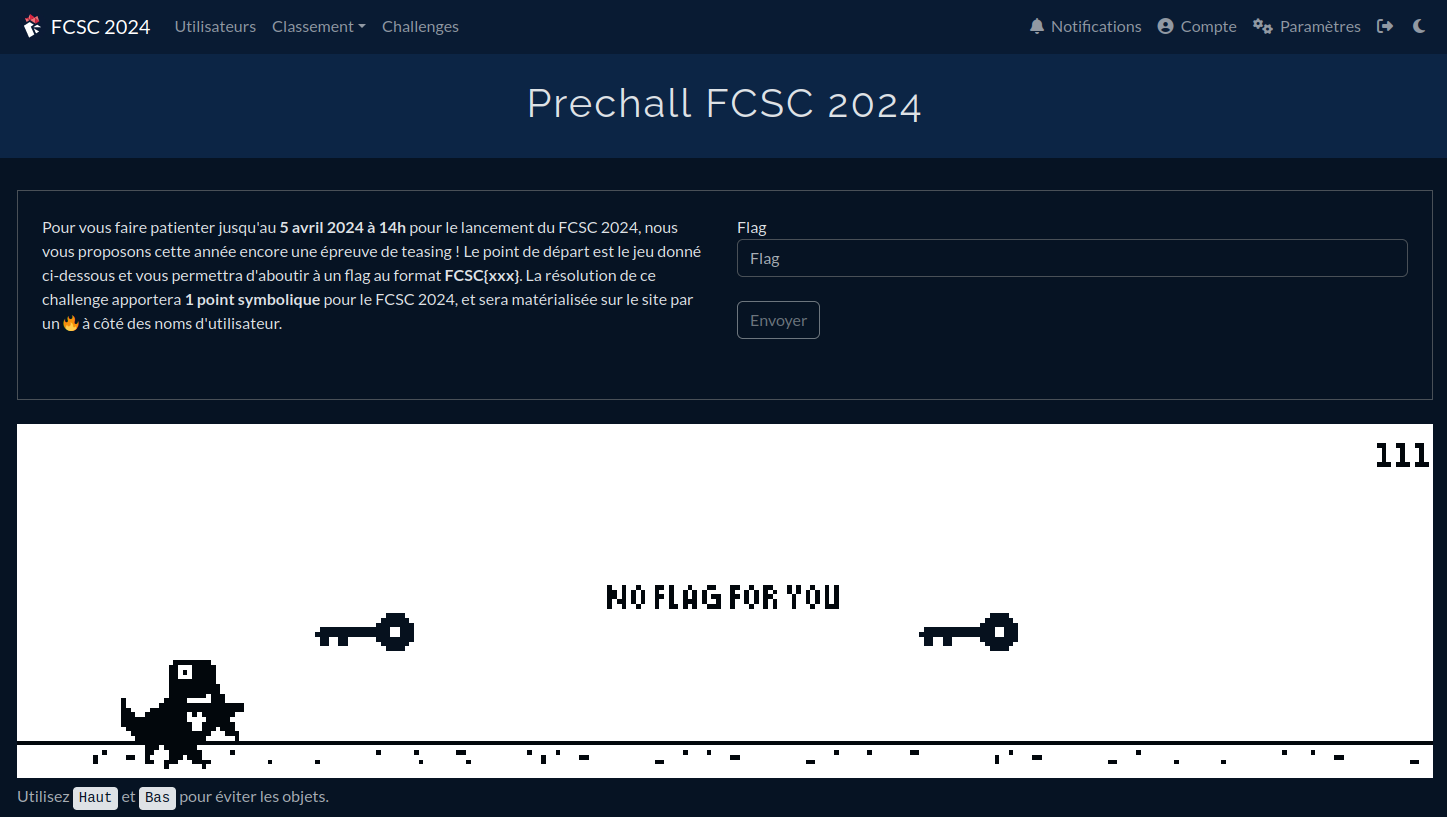 FCSC 2024 Utilisateurs Classement Challenges Notifications Compte Paramètres
Prechall FCSC 2024
Pour vous faire patienter jusqu'au 5 avril 2024 à 14h pour le lancement du FCSC 2024, nous
vous proposons cette année encore une épreuve de teasing ! Le point de départ est le jeu donné
ci-dessous et vous permettra d'aboutir à un flag au format FCSC{xxx}. La résolution de ce
challenge apportera 1 point symbolique pour le FCSC 2024, et sera matérialisée sur le site par
un 🔥 à côté des noms d'utilisateur.
Flag
Flag
Envoyer
111
NO FLAG FOR YOU
Utilisez Haut et Bas pour éviter les objets.